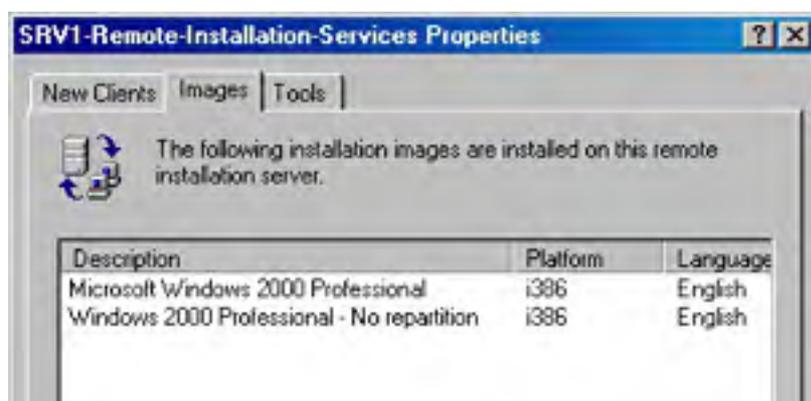 SRV1-Remote-Installation-Services Properties
New Clients Images Tools
The following installation images are installed on this remote
installation server.
Description Platform Language
Microsoft Windows 2000 Professional i386 English
Windows 2000 Professional - No repartition i386 English